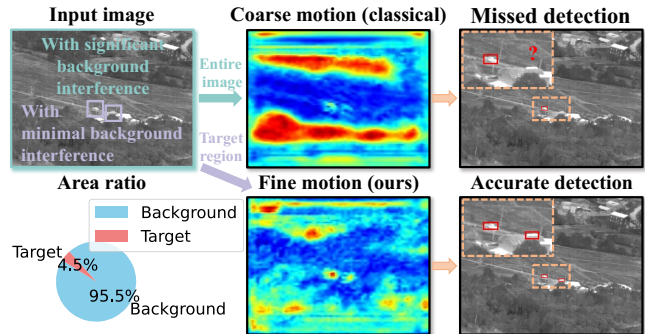 Input image
Coarse motion (classical)
Missed detection
With significant
background
interference
With
minimal background
interference
Entire
image
Target
region
?
Area ratio
Fine motion (ours)
Accurate detection
Background
Target
Target
4.5%
95.5%
Background